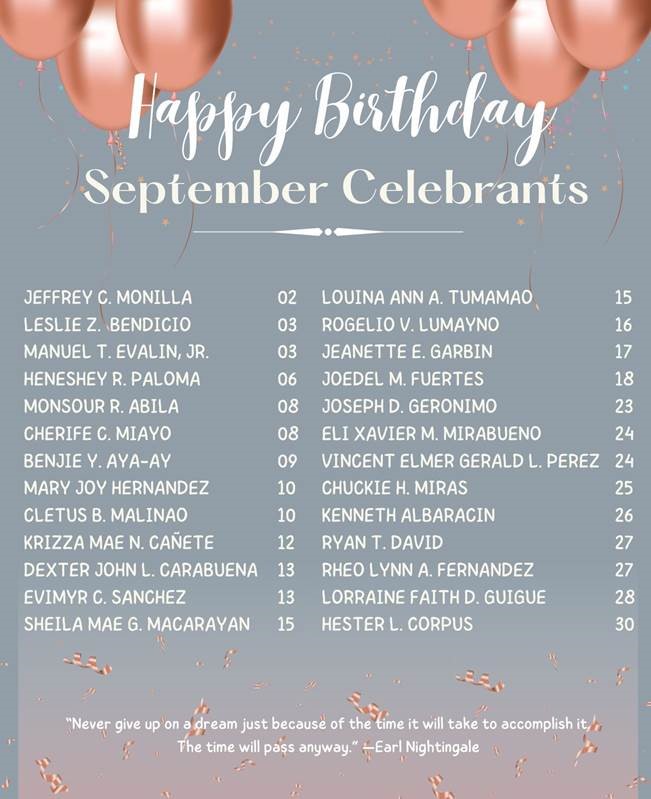 Happy Birthday
September Celebrants
JEFFREY C. MONILLA 02
LESLIE Z. BENDICIO 03
MANUEL T. EVALIN, JR. 03
HENESHEY R. PALOMA 06
MONSOUR R. ABILA 08
CHERIFE C. MIAYO 08
BENJIE Y. AYA-AY 09
MARY JOY HERNANDEZ 10
CLETUS B. MALINAO 10
KRIZZA MAE N. CAÑETE 12
DEXTER JOHN L. CARABUENA 13
EVIMYR C. SANCHEZ 13
SHEILA MAE G. MACARAYAN 15
LOUINA ANN A. TUMAMAO 15
ROGELIO V. LUMAYNO 16
JEANETTE E. GARBIN 17
JOEDEL M. FUERTES 18
JOSEPH D. GERONIMO 23
ELI XAVIER M. MIRABUENO 24
VINCENT ELMER GERALD L. PEREZ 24
CHUCKIE H. MIRAS 25
KENNETH ALBARACIN 26
RYAN T. DAVID 27
RHEO LYNN A. FERNANDEZ 27
LORRAINE FAITH D. GUIGUE 28
HESTER L. CORPUS 30
“Never give up on a dream just because of the time it will take to accomplish it.
The time will pass anyway.” —Earl Nightingale